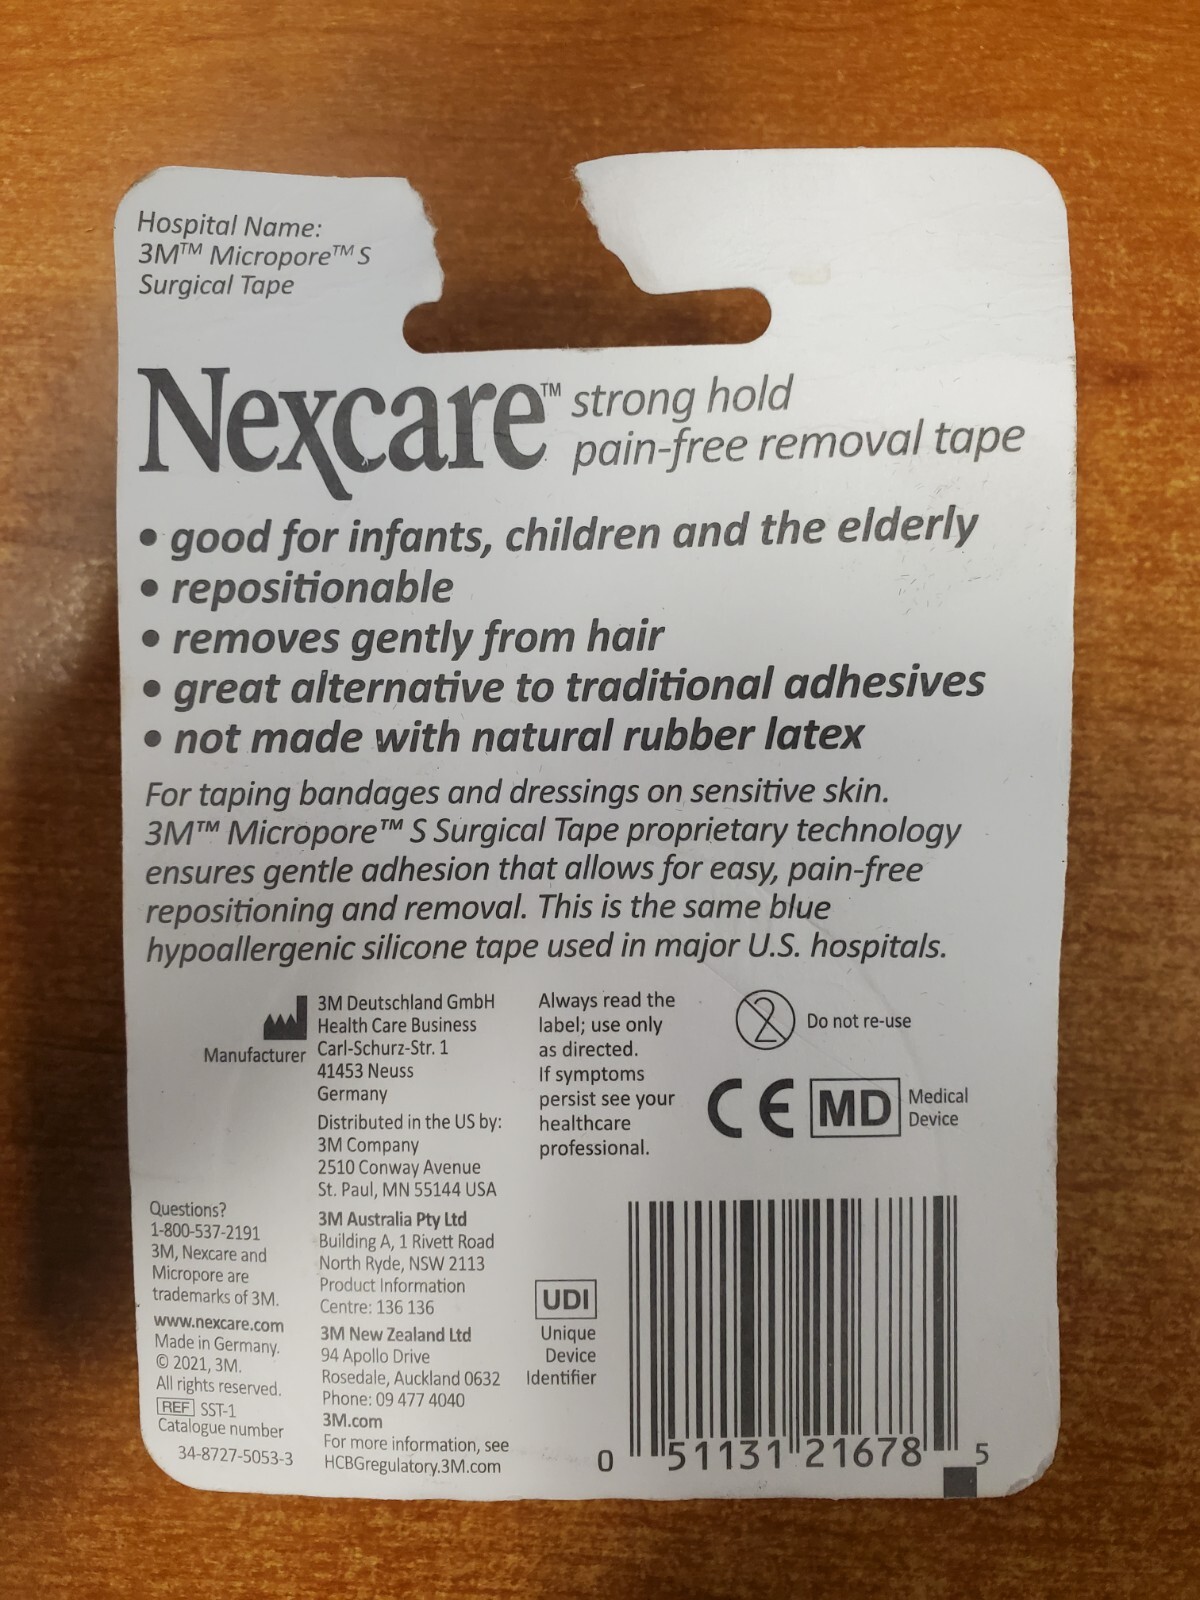 Hospital Name:
3M™ Micropore™ S
Surgical Tape
Nexcare™ strong hold
pain-free removal tape
• good for infants, children and the elderly
• repositionable
• removes gently from hair
• great alternative to traditional adhesives
• not made with natural rubber latex
For taping bandages and dressings on sensitive skin.
3M™ Micropore™ S Surgical Tape proprietary technology
ensures gentle adhesion that allows for easy, pain-free
repositioning and removal. This is the same blue
hypoallergenic silicone tape used in major U.S. hospitals.
Manufacturer
3M Deutschland GmbH
Health Care Business
Carl-Schurz-Str. 1
41453 Neuss
Germany
Distributed in the US by:
3M Company
2510 Conway Avenue
St. Paul, MN 55144 USA
Always read the
label; use only
as directed.
If symptoms
persist see your
healthcare
professional.
2 Do not re-use
CE MD Medical
Device
Questions?
1-800-537-2191
3M, Nexcare and
Micropore are
trademarks of 3M.
www.nexcare.com
Made in Germany.
© 2021, 3M.
All rights reserved.
REF SST-1
Catalogue number
34-8727-5053-3
3M Australia Pty Ltd
Building A, 1 Rivett Road
North Ryde, NSW 2113
Product Information
Centre: 136 136
3M New Zealand Ltd
94 Apollo Drive
Rosedale, Auckland 0632
Phone: 09 477 4040
3M.com
For more information, see
HCBGregulatory.3M.com
UDI
Unique
Device
Identifier
0 51131 21678 5